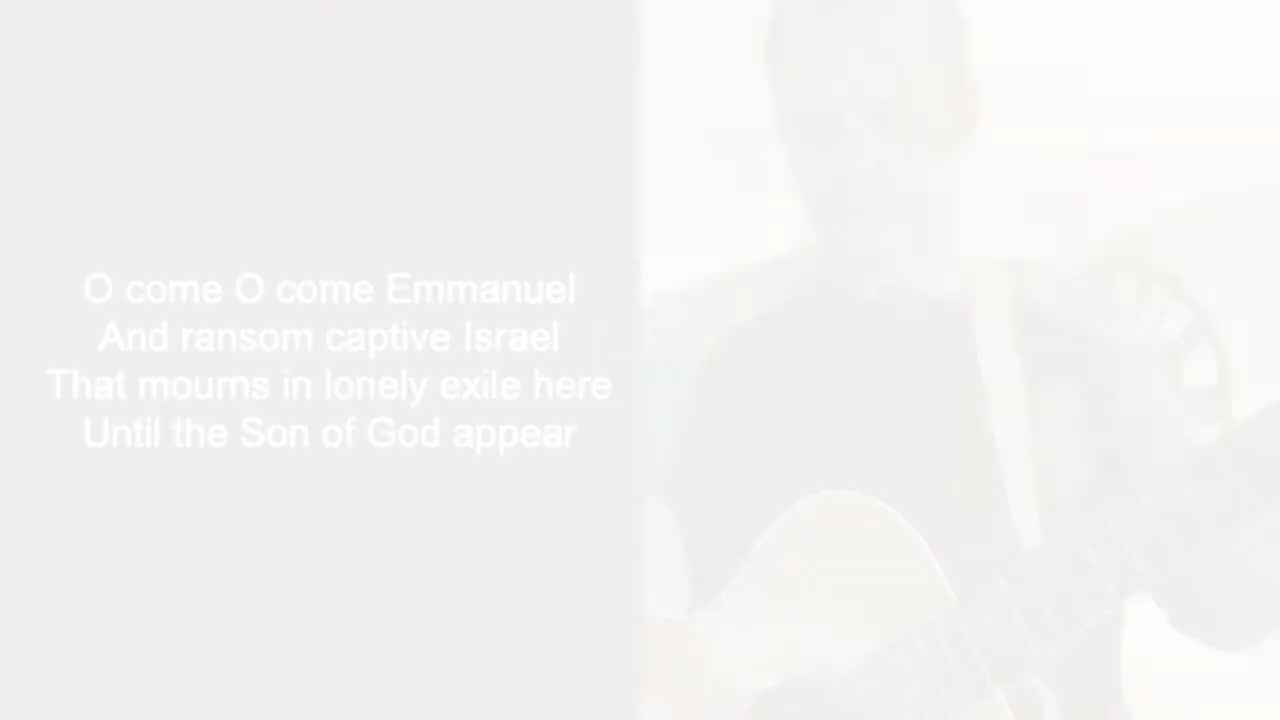 O come O come Emmanuel
And ransom captive Israel
That mourns in lonely exile here
Until the Son of God appear